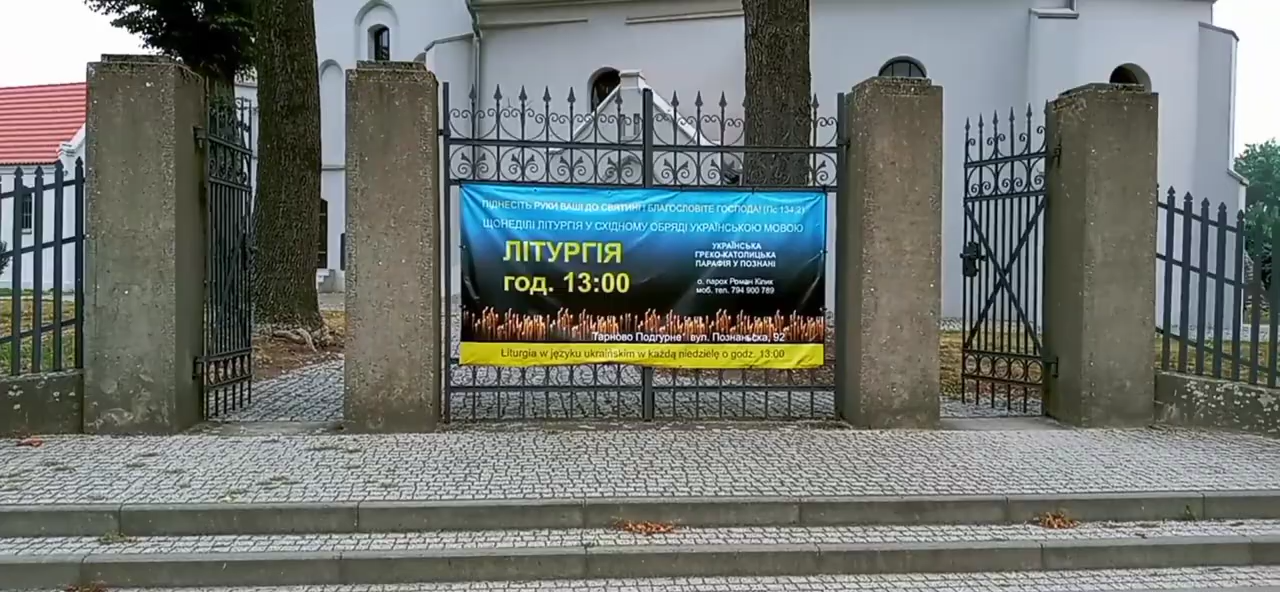 ПІДНЕСІТЬ РУКИ ВАШІ ДО СВЯТИНІ І БЛАГОСЛОВІТЕ ГОСПОДА! (Пс 134,2)
ЩОНЕДІЛІ ЛІТУРГІЯ У СХІДНОМУ ОБРЯДІ УКРАЇНСЬКОЮ МОВОЮ
ЛІТУРГІЯ
год. 13:00
УКРАЇНСЬКА
ГРЕКО-КАТОЛИЦЬКА
ПАРАФІЯ У ПОЗНАНІ
о. парох Роман Кілик
моб. тел. 794 900 789
Тарново Подгурне вул. Познаньска, 92
Liturgia w języku ukraińskim w każdą niedzielę o godz. 13:00